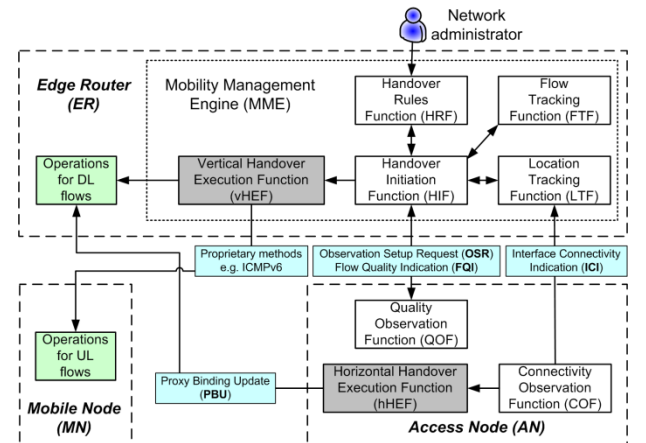 Network
administrator
Edge Router
(ER)
Mobility Management
Engine (MME)
Handover
Rules
Function (HRF)
Flow
Tracking
Function (FTF)
Operations
for DL
flows
Vertical Handover
Execution Function
(vHEF)
Handover
Initiation
Function (HIF)
Location
Tracking
Function (LTF)
Proprietary methods
e.g. ICMPv6
Observation Setup Request (OSR)
Flow Quality Indication (FQI)
Interface Connectivity
Indication (ICI)
Quality
Observation
Function (QOF)
Operations
for UL
flows
Proxy Binding Update
(PBU)
Horizontal Handover
Execution Function
(hHEF)
Connectivity
Observation
Function (COF)
Mobile Node
(MN)
Access Node (AN)